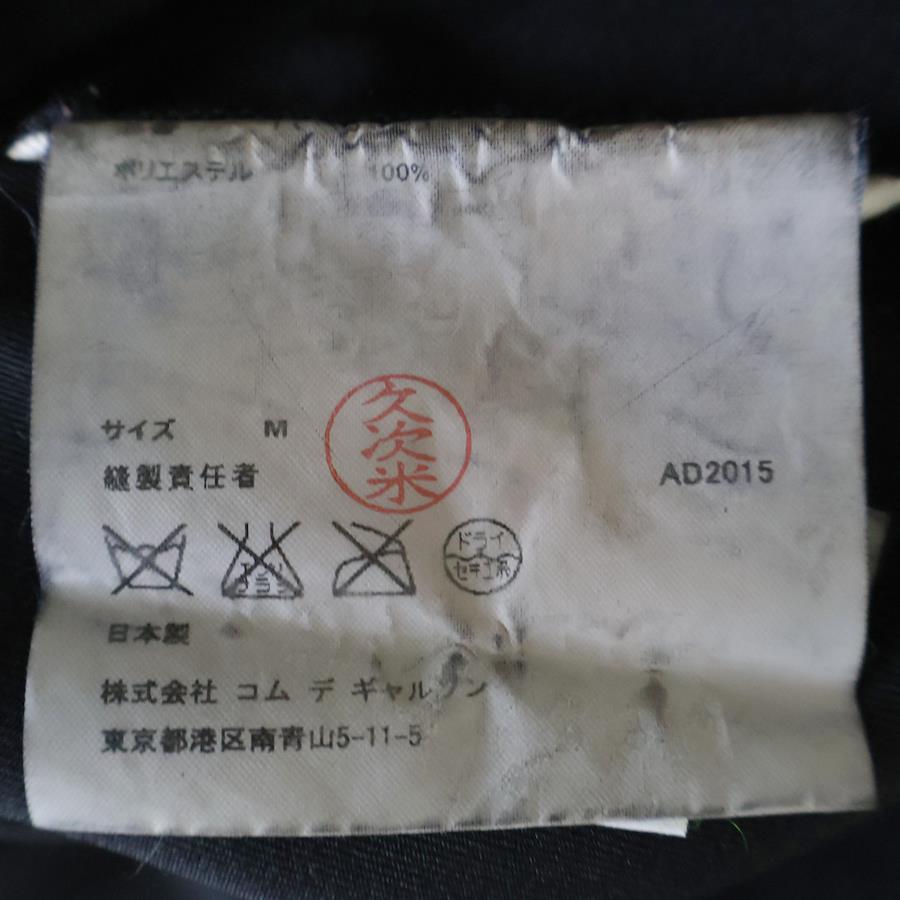 ポリエステル 100%
サイズ M
縫製責任者
久次米
AD2015
ドライ
セキユ系
日本製
株式会社 コム デ ギャルソン
東京都港区南青山5-11-5